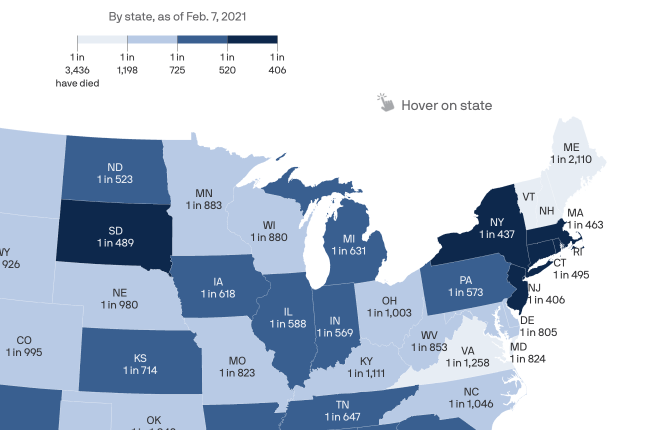 By state, as of Feb. 7, 2021
1 in 1 in 1 in 1 in 1 in
3,436 1,198 725 520 406
have died
Hover on state
ME
1 in 2,110
ND
1 in 523
MN
1 in 883
VT
NH
MA
1 in 463
NY
1 in 437
SD
1 in 489
WI
1 in 880
MI
1 in 631
RI
WY
926
CT
1 in 495
IA
1 in 618
PA
1 in 573
NJ
1 in 406
NE
1 in 980
OH
1 in 1,003
IL
1 in 588
IN
1 in 569
DE
1 in 805
CO
1 in 995
WV
1 in 853
MD
1 in 824
VA
1 in 1,258
KS
1 in 714
MO
1 in 823
KY
1 in 1,111
NC
1 in 1,046
TN
1 in 647
OK